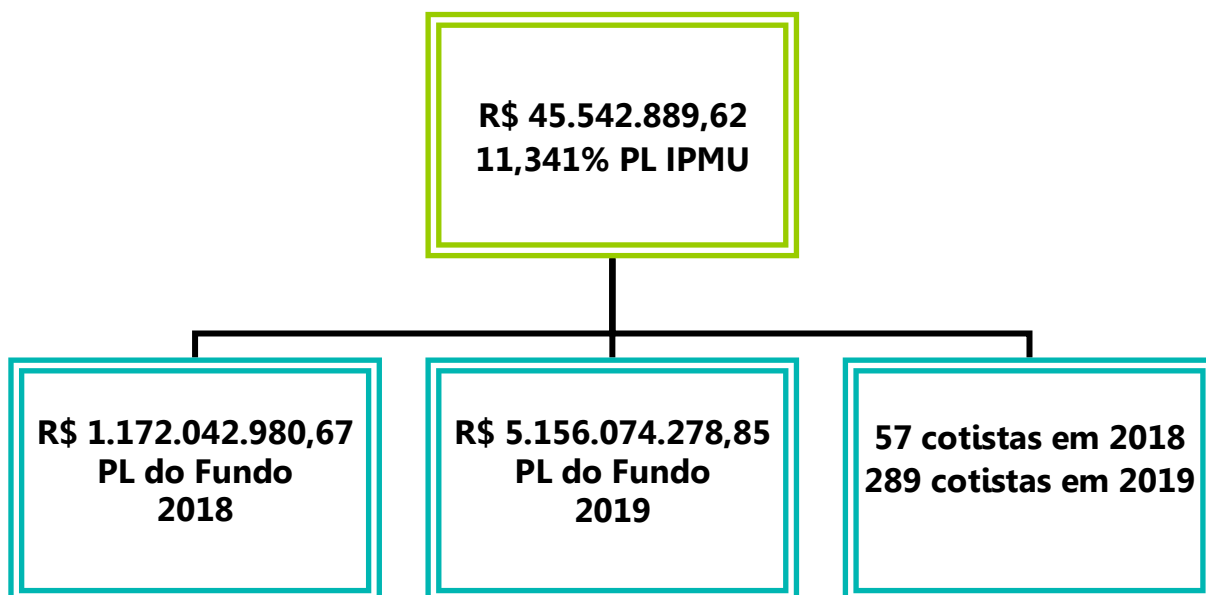 R$ 45.542.889,62
11,341% PL IPMU
R$ 1.172.042.980,67
PL do Fundo
2018
R$ 5.156.074.278,85
PL do Fundo
2019
57 cotistas em 2018
289 cotistas em 2019